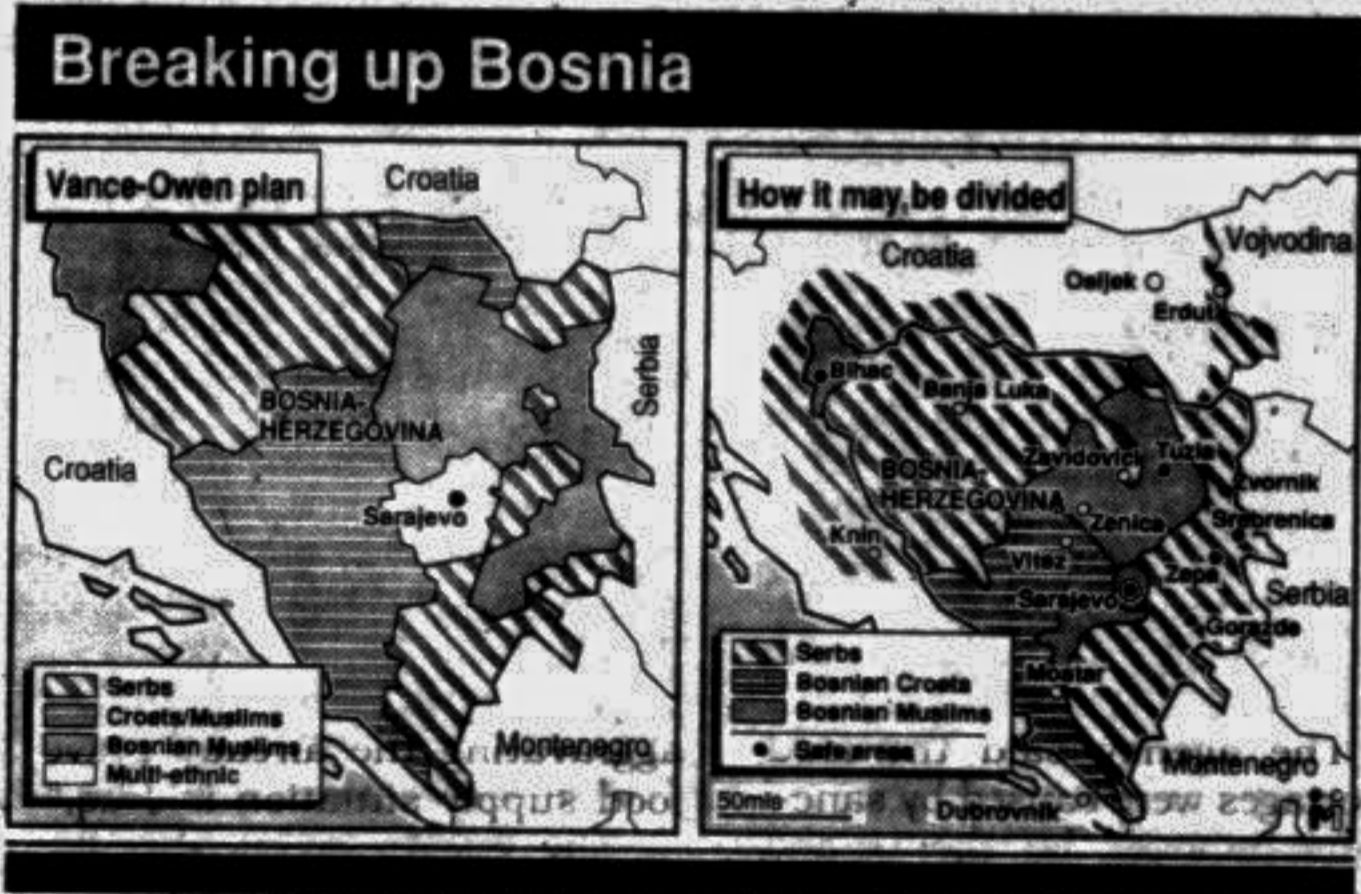 Breaking up Bosnia
Vance-Owen plan
Croatia
BOSNIA-
HERZEGOVINA
Serbia
Croatia
Sarajevo
Serbs
Croats/Muslims
Bosnian Muslims
Multi-ethnic
Montenegro
How it may be divided
Croatia
Vojvodina
Osijek
Erdut
Bihac
Banja Luka
Zavidovici
Tuzla
BOSNIA-
HERZEGOVINA
Zvornik
Zenica
Srebrenica
Knin
Vitez
Zepa
Sarajevo
Serbia
Gorazde
Serbs
Bosnian Croats
Bosnian Muslims
Safe areas
Mostar
Montenegro
50mls
Dubrovnik